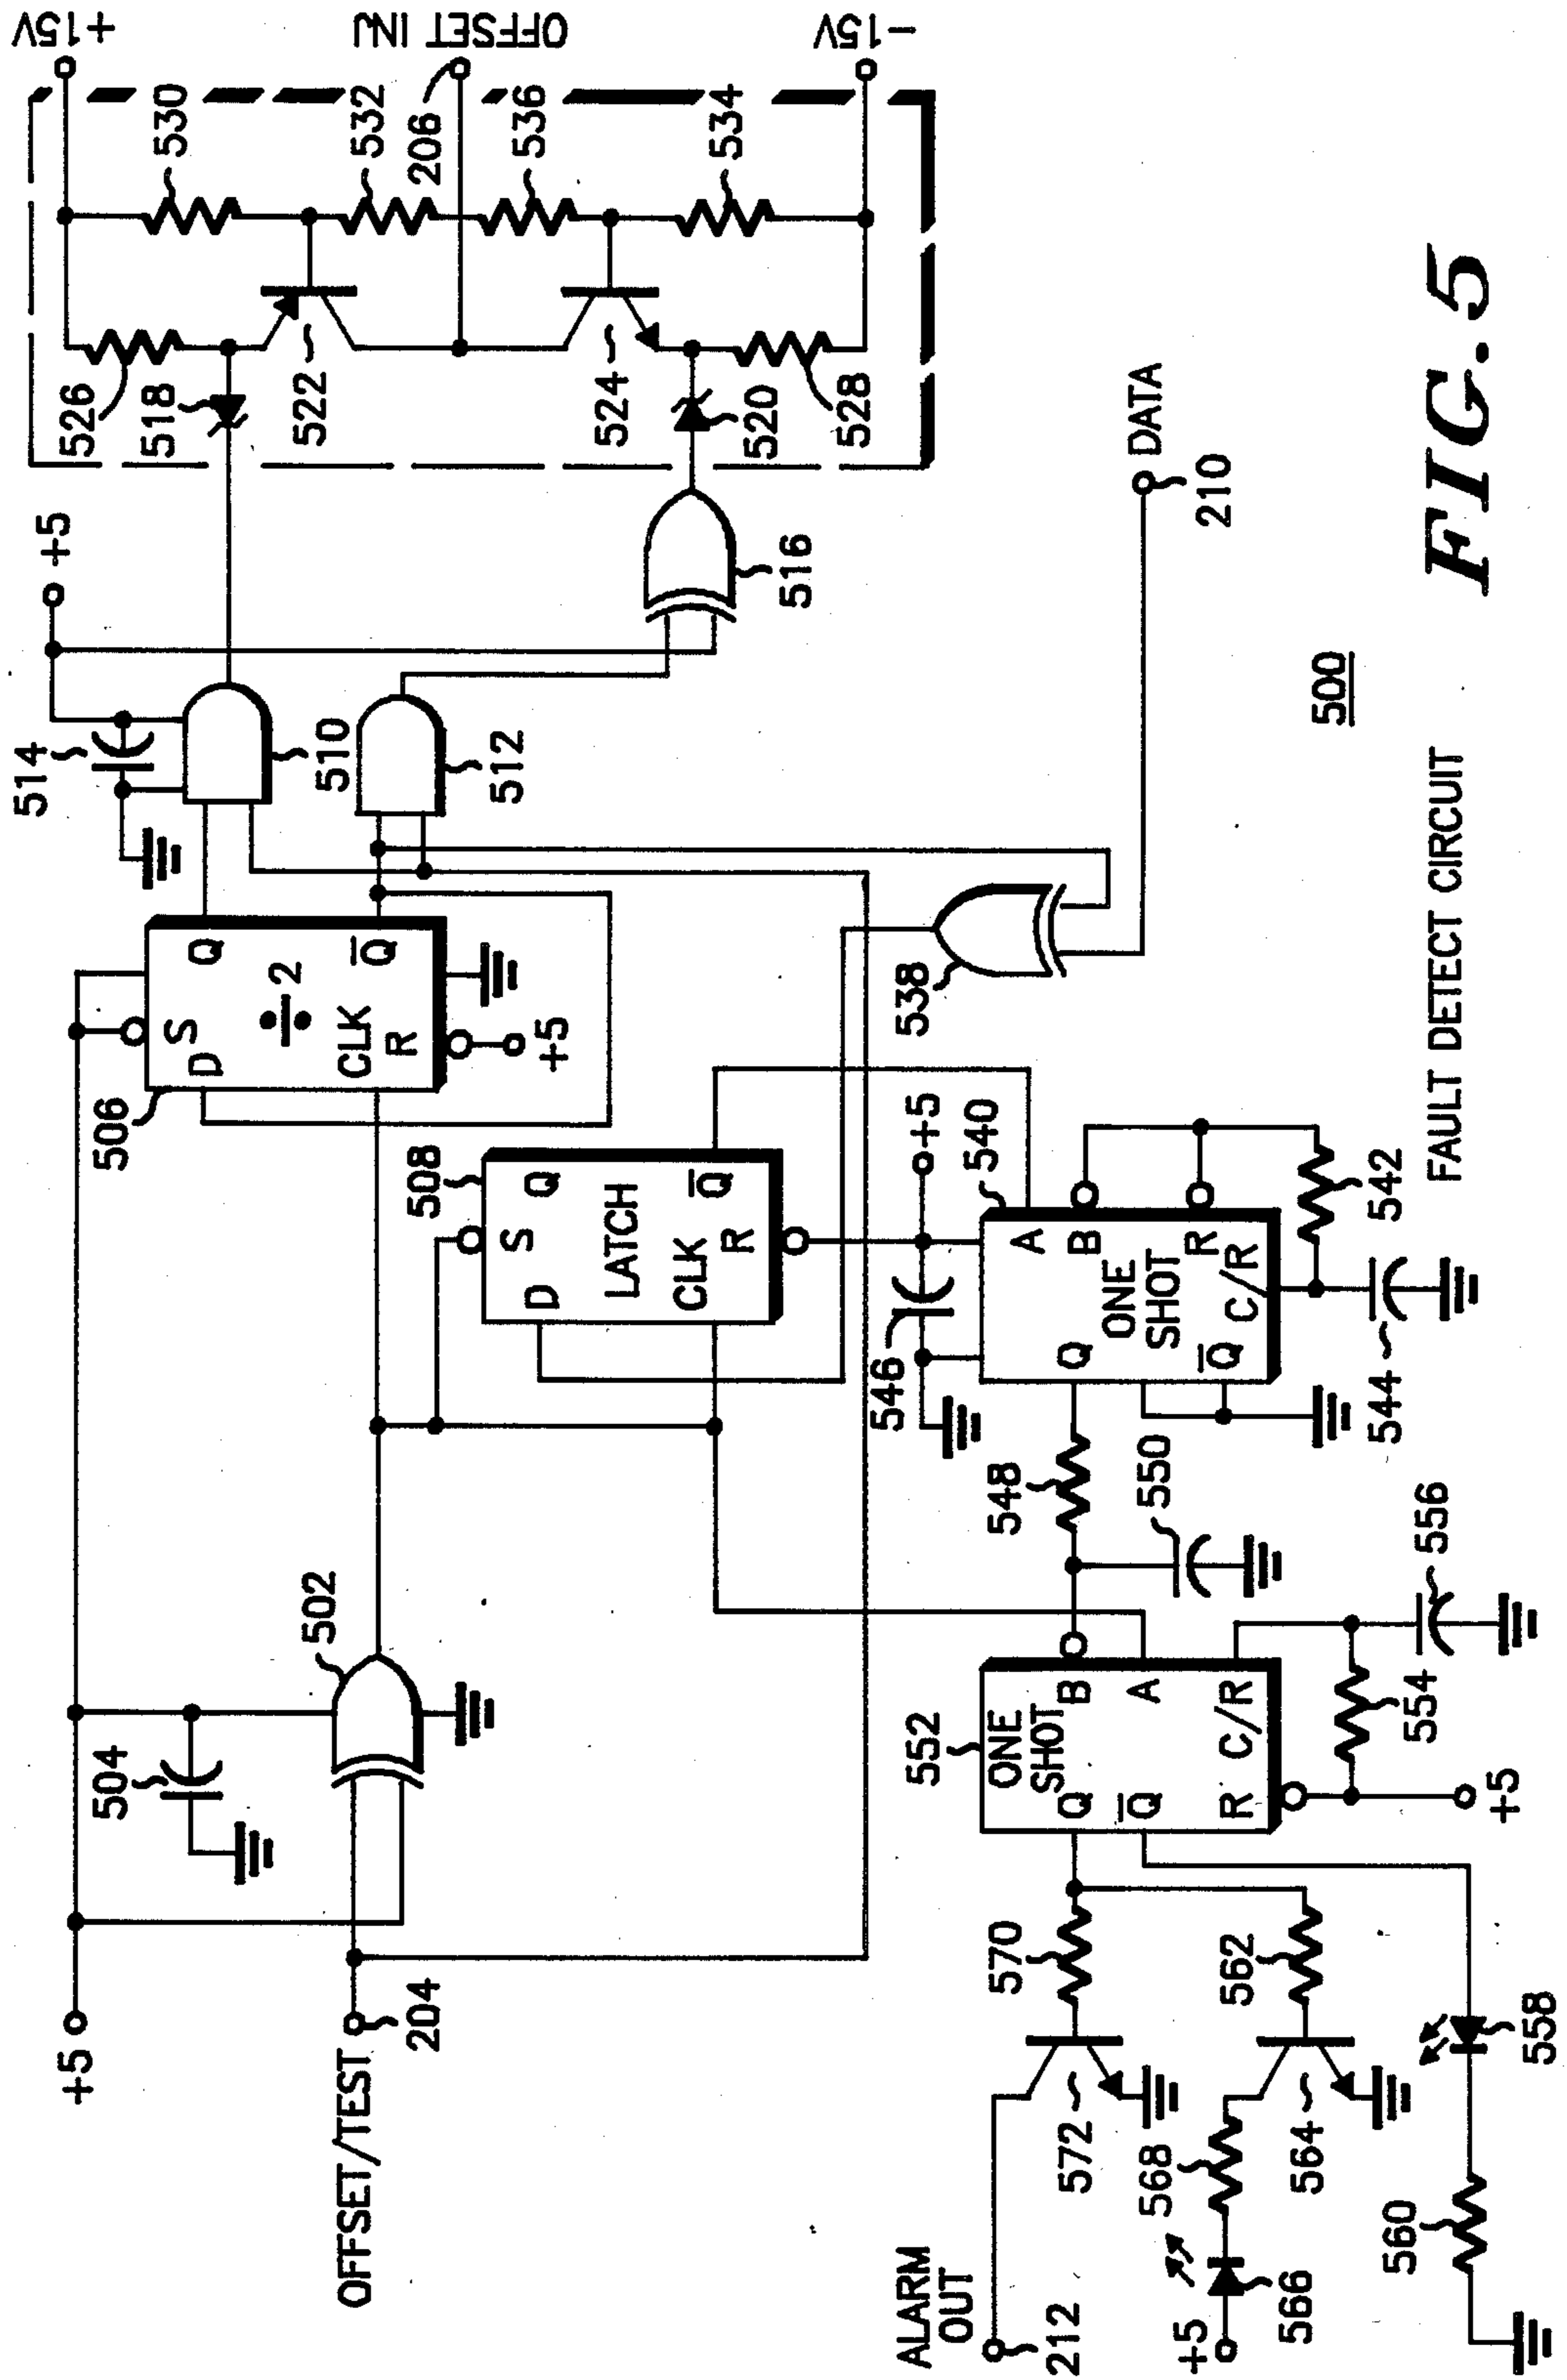 +5
OFFSET/TEST
204
504
502
506
S
D
Q
÷2
CLK
Q̅
R
+5
508
S
D
Q
LATCH
CLK
Q̅
R
514
+5
510
512
516
526
518
522
524
520
528
530
532
206
536
534
+15V
OFFSET INJ
-15V
538
DATA
210
ALARM
OUT
212
+5
566
568
572
564
570
562
560
558
552
ONE
SHOT
Q
B
Q̅
A
R
C/R
554
556
+5
548
550
546
+5
540
Q
A
ONE
SHOT
B
Q̅
R
C/R
544
542
FAULT DETECT CIRCUIT
500
FIG. 5